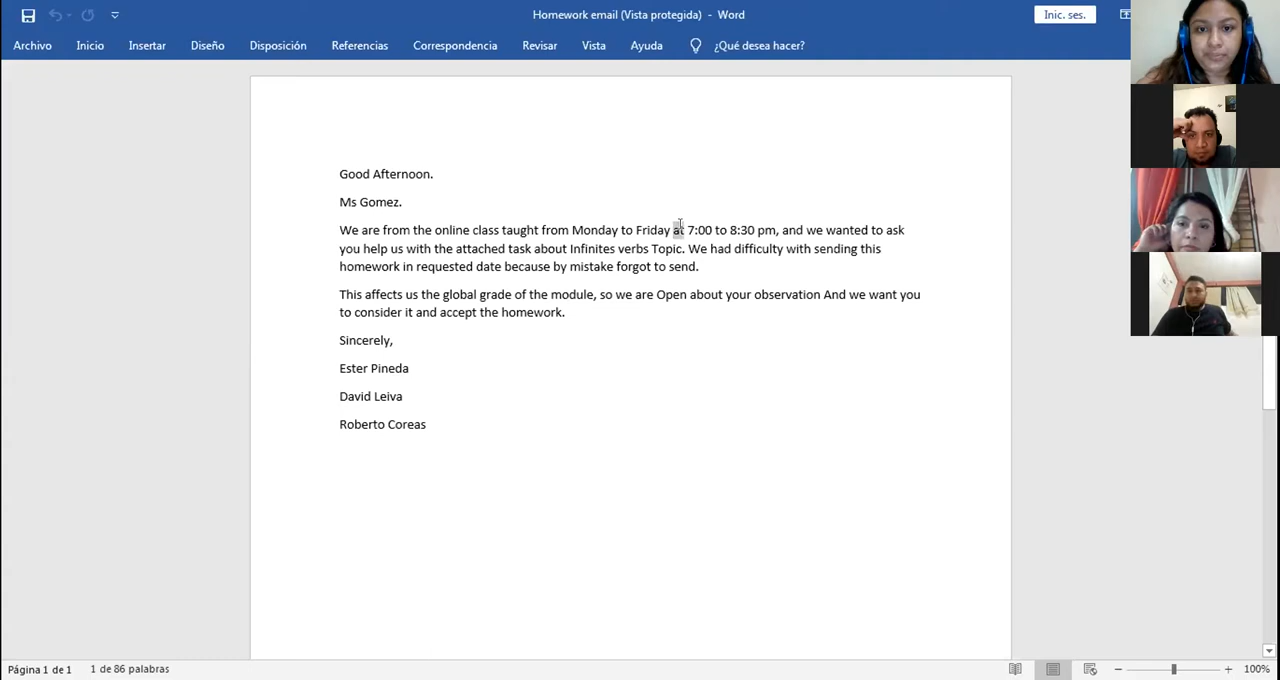 Homework email (Vista protegida) - Word
Inic. ses.
Archivo Inicio Insertar Diseño Disposición Referencias Correspondencia Revisar Vista Ayuda ¿Qué desea hacer?
Good Afternoon.
Ms Gomez.
We are from the online class taught from Monday to Friday at 7:00 to 8:30 pm, and we wanted to ask
you help us with the attached task about Infinites verbs Topic. We had difficulty with sending this
homework in requested date because by mistake forgot to send.
This affects us the global grade of the module, so we are Open about your observation And we want you
to consider it and accept the homework.
Sincerely,
Ester Pineda
David Leiva
Roberto Coreas
Página 1 de 1 1 de 86 palabras 100%